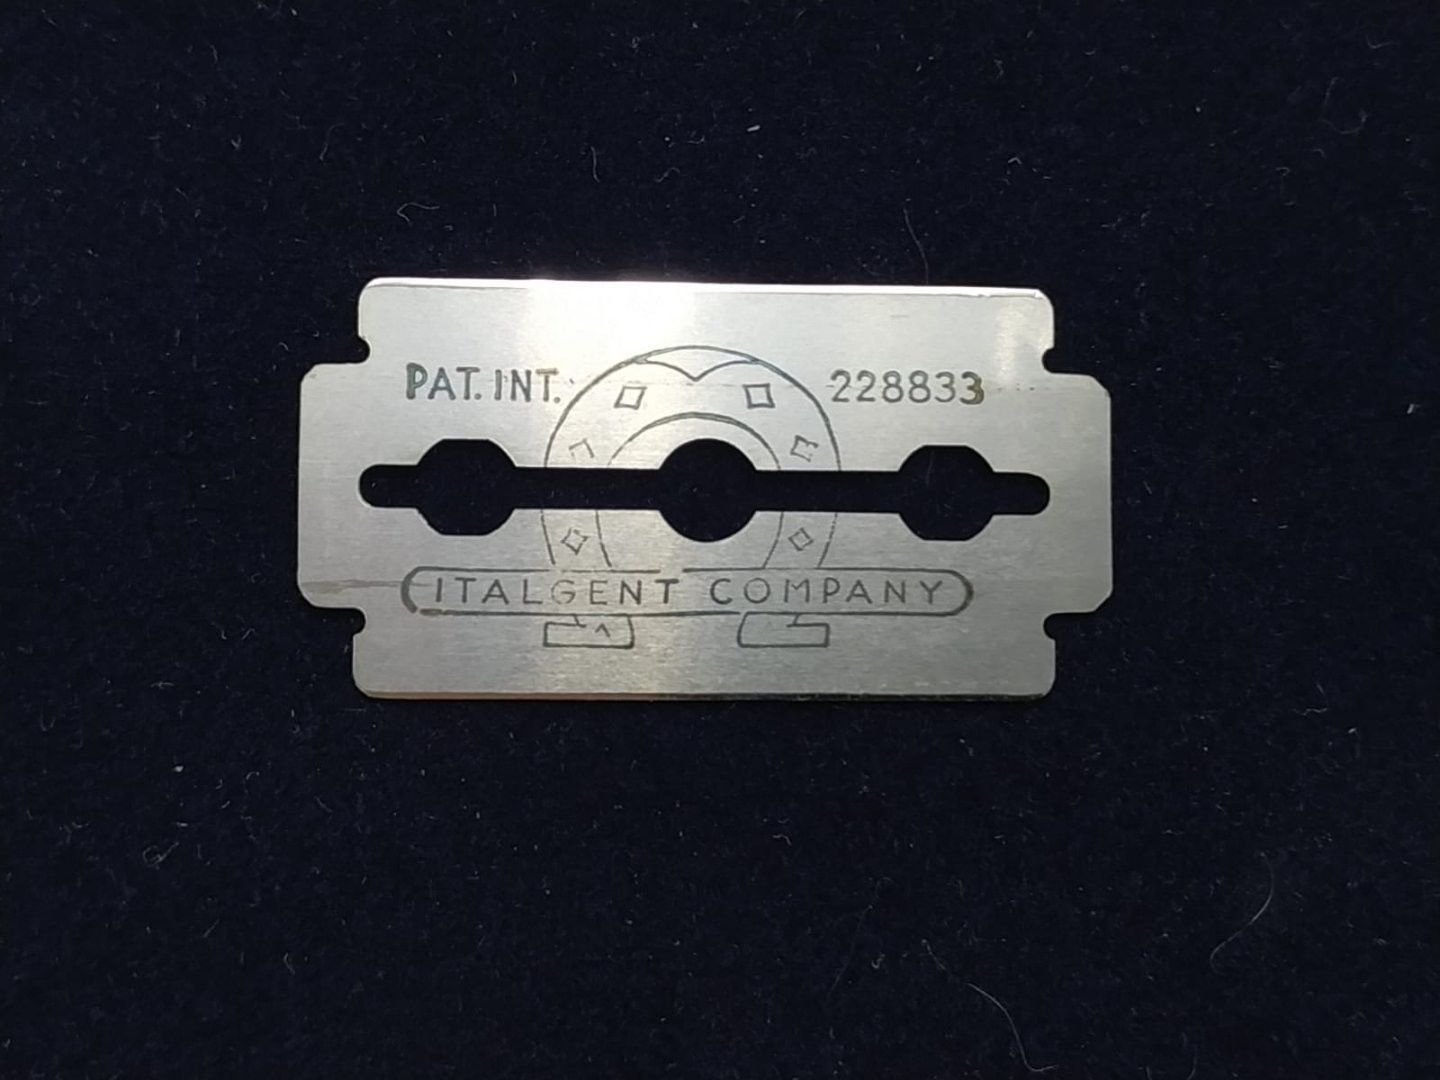 PAT. INT. 228833
ITALGENT COMPANY